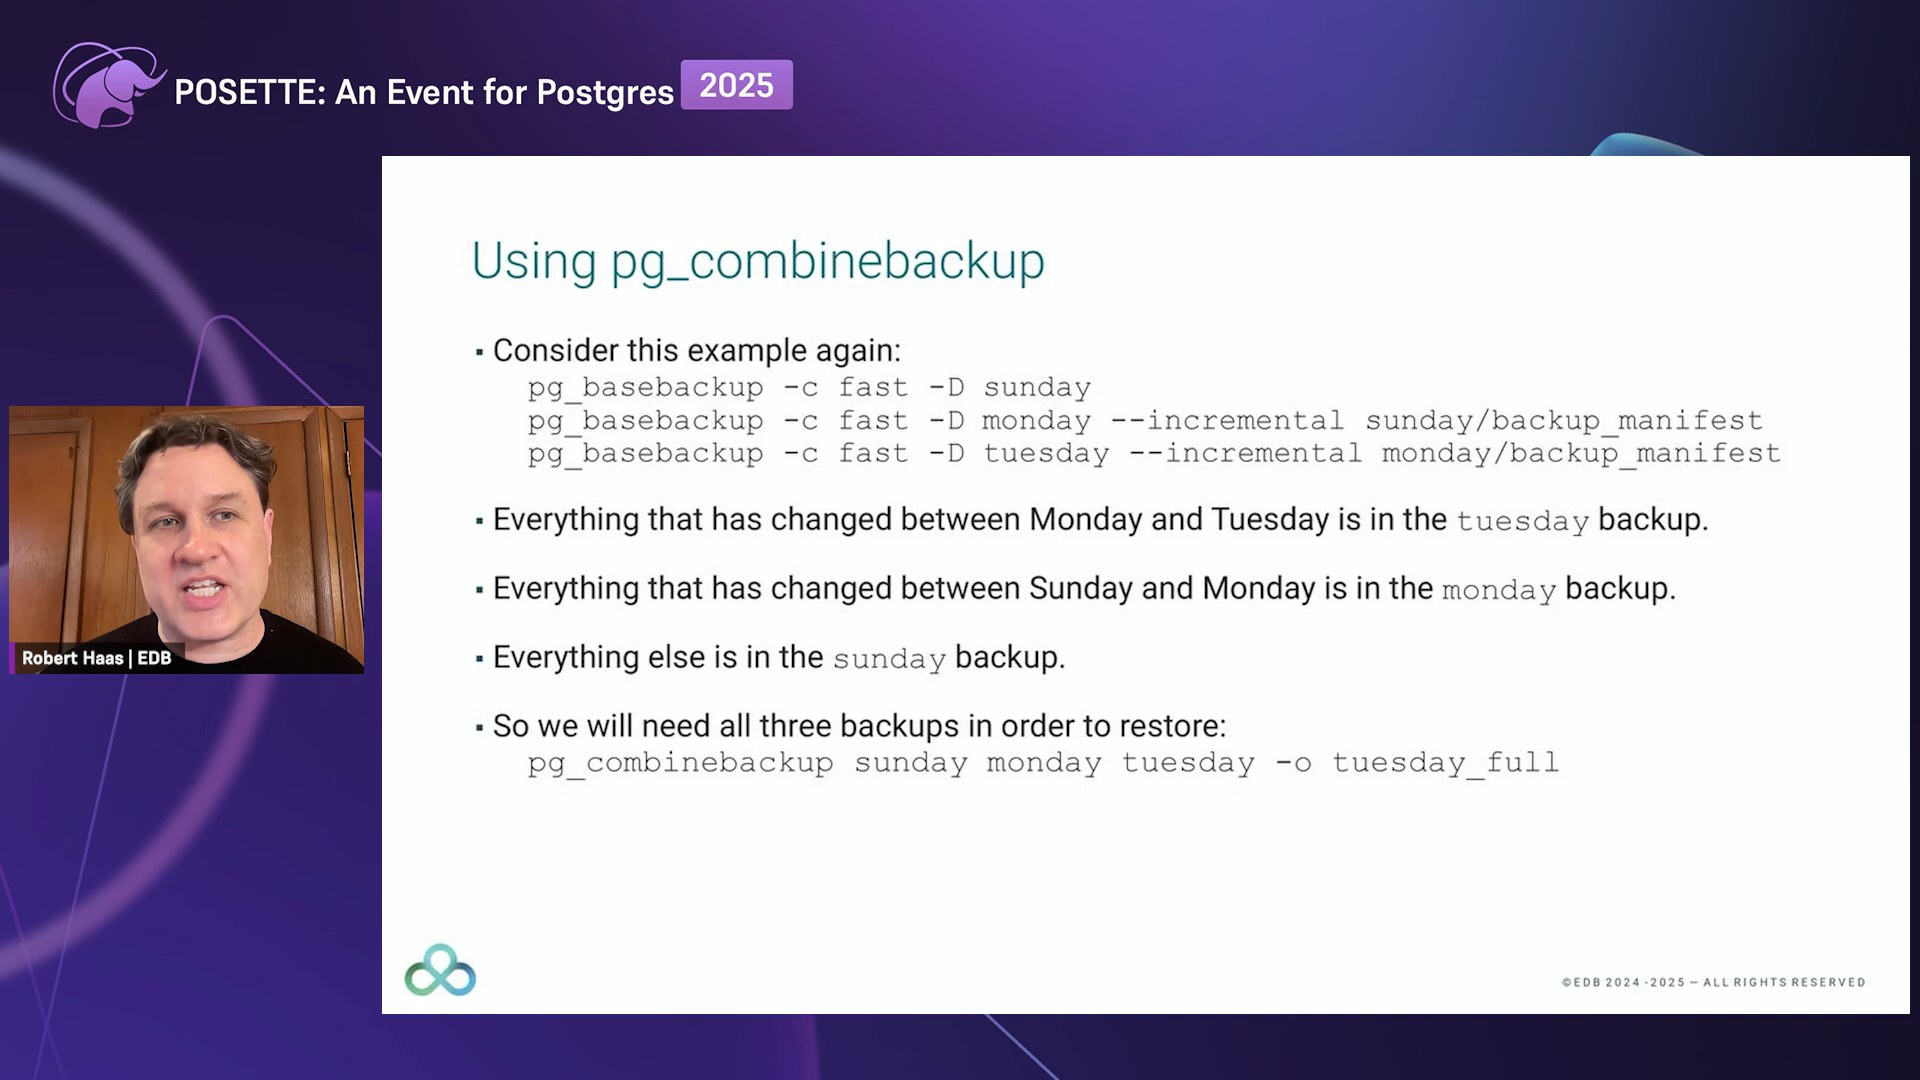 POSETTE: An Event for Postgres 2025
Using pg_combinebackup
▪ Consider this example again:
pg_basebackup -c fast -D sunday
pg_basebackup -c fast -D monday --incremental sunday/backup_manifest
pg_basebackup -c fast -D tuesday --incremental monday/backup_manifest
▪ Everything that has changed between Monday and Tuesday is in the tuesday backup.
▪ Everything that has changed between Sunday and Monday is in the monday backup.
▪ Everything else is in the sunday backup.
▪ So we will need all three backups in order to restore:
pg_combinebackup sunday monday tuesday -o tuesday_full
Robert Haas | EDB
©EDB 2024 -2025 — ALL RIGHTS RESERVED